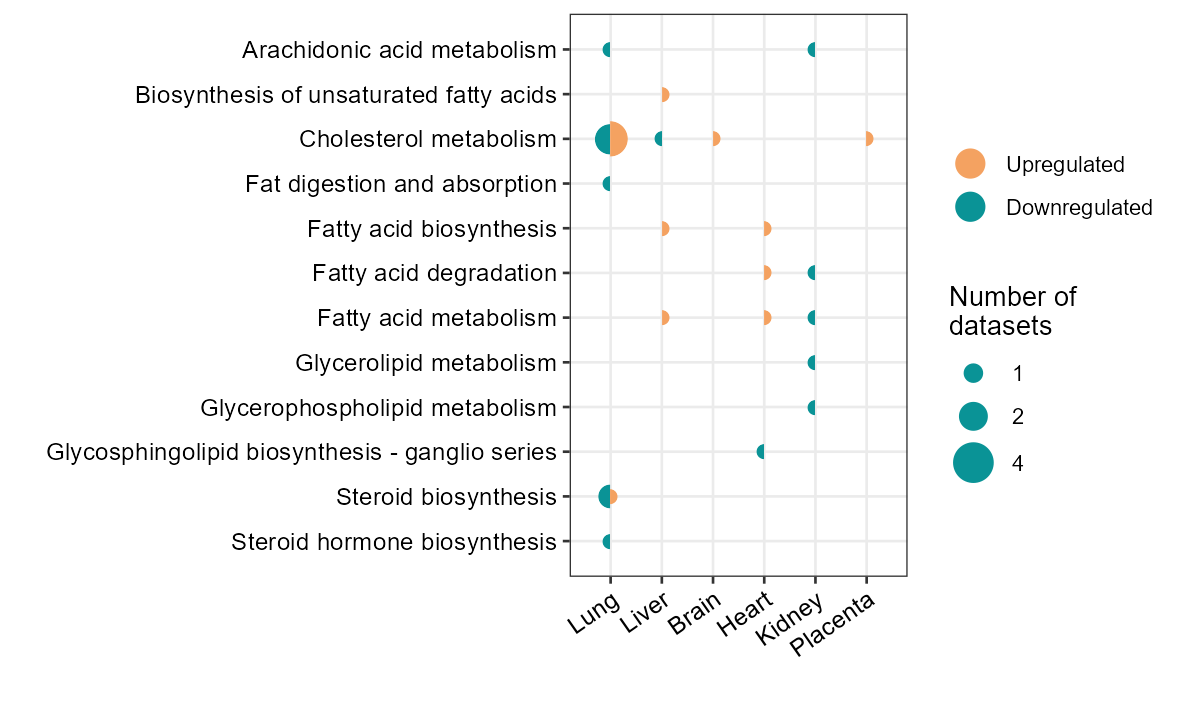 Arachidonic acid metabolism
Biosynthesis of unsaturated fatty acids
Cholesterol metabolism
Fat digestion and absorption
Fatty acid biosynthesis
Fatty acid degradation
Fatty acid metabolism
Glycerolipid metabolism
Glycerophospholipid metabolism
Glycosphingolipid biosynthesis - ganglio series
Steroid biosynthesis
Steroid hormone biosynthesis
Lung
Liver
Brain
Heart
Kidney
Placenta
Upregulated
Downregulated
Number of
datasets
1
2
4